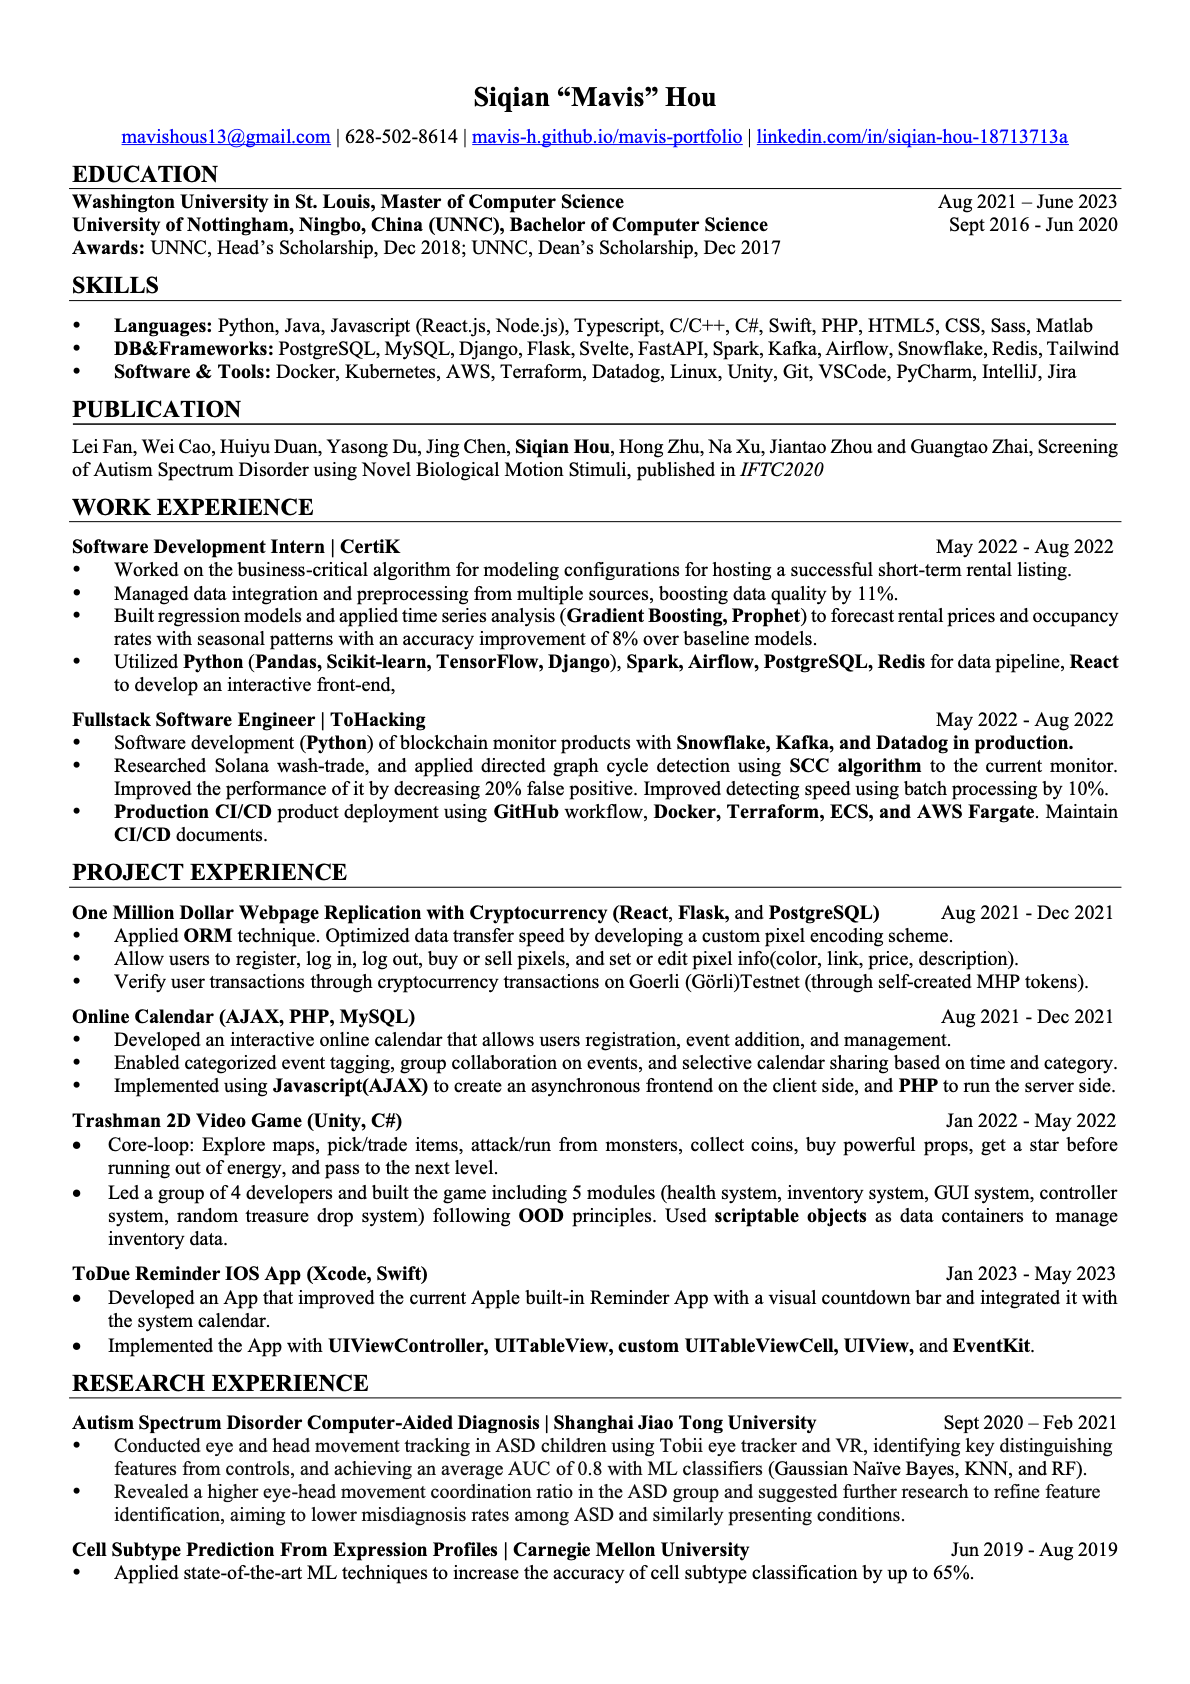 Siqian “Mavis” Hou
mavishous13@gmail.com | 628-502-8614 | mavis-h.github.io/mavis-portfolio | linkedin.com/in/siqian-hou-18713713a
EDUCATION
Washington University in St. Louis, Master of Computer Science Aug 2021 – June 2023
University of Nottingham, Ningbo, China (UNNC), Bachelor of Computer Science Sept 2016 - Jun 2020
Awards: UNNC, Head’s Scholarship, Dec 2018; UNNC, Dean’s Scholarship, Dec 2017
SKILLS
• Languages: Python, Java, Javascript (React.js, Node.js), Typescript, C/C++, C#, Swift, PHP, HTML5, CSS, Sass, Matlab
• DB&Frameworks: PostgreSQL, MySQL, Django, Flask, Svelte, FastAPI, Spark, Kafka, Airflow, Snowflake, Redis, Tailwind
• Software & Tools: Docker, Kubernetes, AWS, Terraform, Datadog, Linux, Unity, Git, VSCode, PyCharm, IntelliJ, Jira
PUBLICATION
Lei Fan, Wei Cao, Huiyu Duan, Yasong Du, Jing Chen, Siqian Hou, Hong Zhu, Na Xu, Jiantao Zhou and Guangtao Zhai, Screening
of Autism Spectrum Disorder using Novel Biological Motion Stimuli, published in IFTC2020
WORK EXPERIENCE
Software Development Intern | CertiK May 2022 - Aug 2022
• Worked on the business-critical algorithm for modeling configurations for hosting a successful short-term rental listing.
• Managed data integration and preprocessing from multiple sources, boosting data quality by 11%.
• Built regression models and applied time series analysis (Gradient Boosting, Prophet) to forecast rental prices and occupancy
rates with seasonal patterns with an accuracy improvement of 8% over baseline models.
• Utilized Python (Pandas, Scikit-learn, TensorFlow, Django), Spark, Airflow, PostgreSQL, Redis for data pipeline, React
to develop an interactive front-end,
Fullstack Software Engineer | ToHacking May 2022 - Aug 2022
• Software development (Python) of blockchain monitor products with Snowflake, Kafka, and Datadog in production.
• Researched Solana wash-trade, and applied directed graph cycle detection using SCC algorithm to the current monitor.
Improved the performance of it by decreasing 20% false positive. Improved detecting speed using batch processing by 10%.
• Production CI/CD product deployment using GitHub workflow, Docker, Terraform, ECS, and AWS Fargate. Maintain
CI/CD documents.
PROJECT EXPERIENCE
One Million Dollar Webpage Replication with Cryptocurrency (React, Flask, and PostgreSQL) Aug 2021 - Dec 2021
• Applied ORM technique. Optimized data transfer speed by developing a custom pixel encoding scheme.
• Allow users to register, log in, log out, buy or sell pixels, and set or edit pixel info(color, link, price, description).
• Verify user transactions through cryptocurrency transactions on Goerli (Görli)Testnet (through self-created MHP tokens).
Online Calendar (AJAX, PHP, MySQL) Aug 2021 - Dec 2021
• Developed an interactive online calendar that allows users registration, event addition, and management.
• Enabled categorized event tagging, group collaboration on events, and selective calendar sharing based on time and category.
• Implemented using Javascript(AJAX) to create an asynchronous frontend on the client side, and PHP to run the server side.
Trashman 2D Video Game (Unity, C#) Jan 2022 - May 2022
• Core-loop: Explore maps, pick/trade items, attack/run from monsters, collect coins, buy powerful props, get a star before
running out of energy, and pass to the next level.
• Led a group of 4 developers and built the game including 5 modules (health system, inventory system, GUI system, controller
system, random treasure drop system) following OOD principles. Used scriptable objects as data containers to manage
inventory data.
ToDue Reminder IOS App (Xcode, Swift) Jan 2023 - May 2023
• Developed an App that improved the current Apple built-in Reminder App with a visual countdown bar and integrated it with
the system calendar.
• Implemented the App with UIViewController, UITableView, custom UITableViewCell, UIView, and EventKit.
RESEARCH EXPERIENCE
Autism Spectrum Disorder Computer-Aided Diagnosis | Shanghai Jiao Tong University Sept 2020 – Feb 2021
• Conducted eye and head movement tracking in ASD children using Tobii eye tracker and VR, identifying key distinguishing
features from controls, and achieving an average AUC of 0.8 with ML classifiers (Gaussian Naïve Bayes, KNN, and RF).
• Revealed a higher eye-head movement coordination ratio in the ASD group and suggested further research to refine feature
identification, aiming to lower misdiagnosis rates among ASD and similarly presenting conditions.
Cell Subtype Prediction From Expression Profiles | Carnegie Mellon University Jun 2019 - Aug 2019
• Applied state-of-the-art ML techniques to increase the accuracy of cell subtype classification by up to 65%.